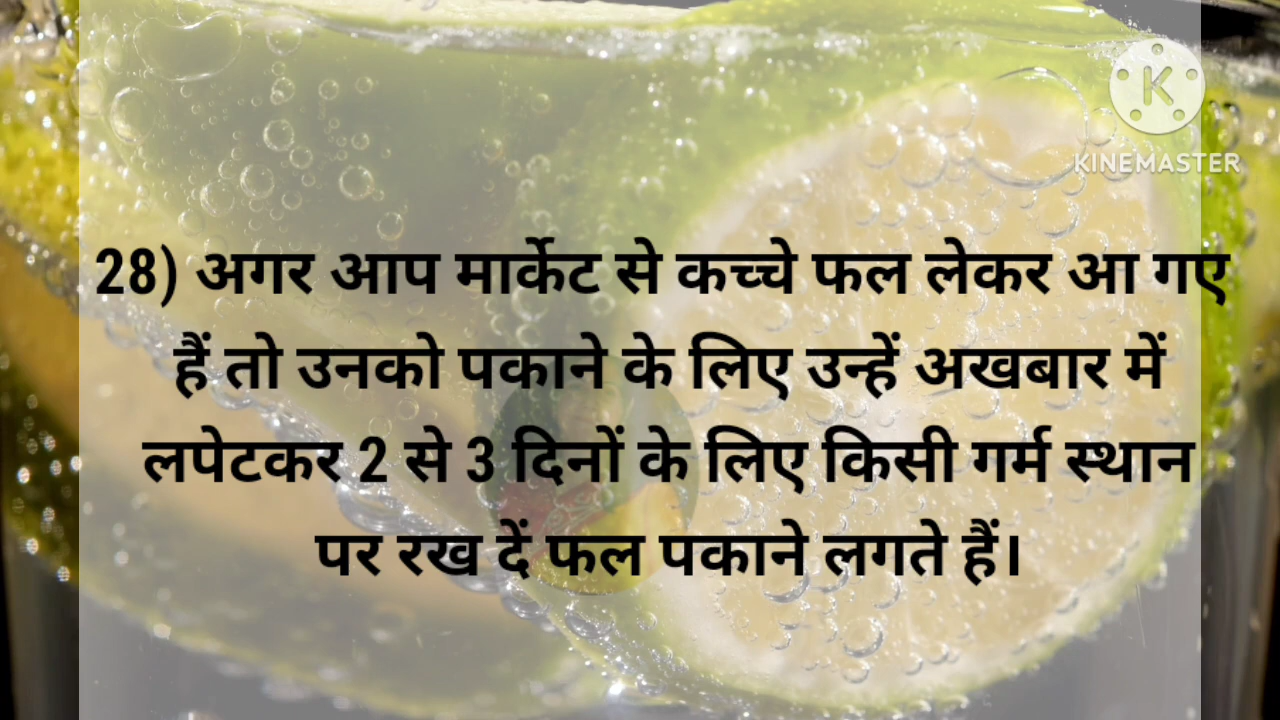 KINEMASTER
28) अगर आप मार्केट से कच्चे फल लेकर आ गए
हैं तो उनको पकाने के लिए उन्हें अखबार में
लपेटकर 2 से 3 दिनों के लिए किसी गर्म स्थान
पर रख दें फल पकाने लगते हैं।